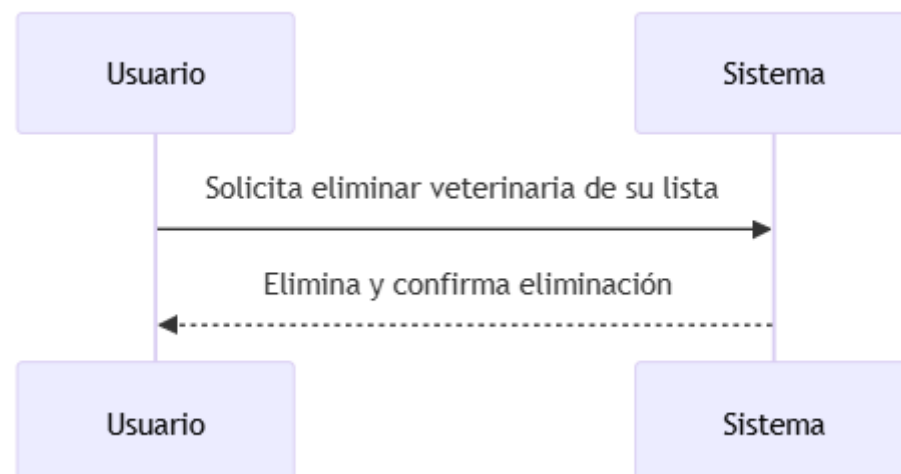 Usuario
Sistema
Solicita eliminar veterinaria de su lista
Elimina y confirma eliminación
Usuario
Sistema